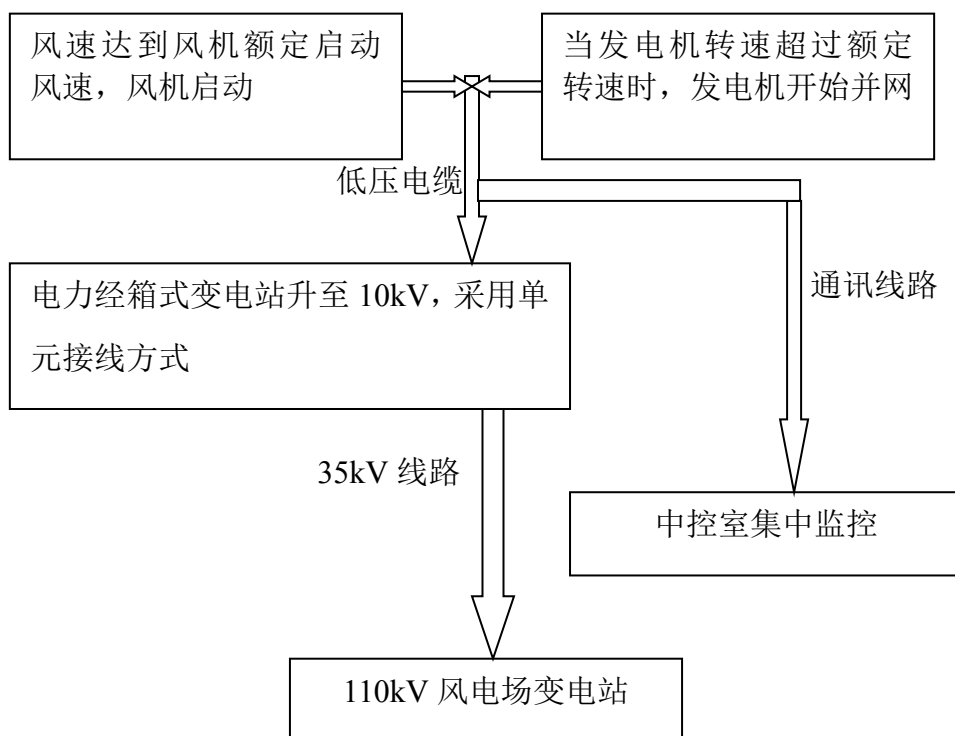 风速达到风机额定启动
风速，风机启动
当发电机转速超过额定
转速时，发电机开始并网
低压电缆
电力经箱式变电站升至 10kV，采用单
元接线方式
通讯线路
35kV 线路
中控室集中监控
110kV 风电场变电站